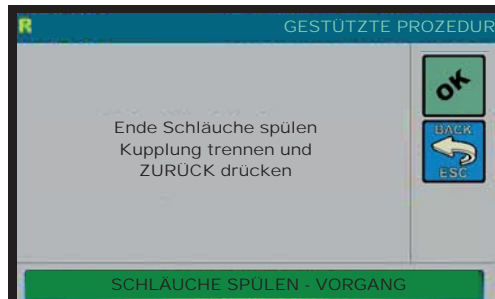 R
GESTÜTZTE PROZEDUR
OK
Ende Schläuche spülen
Kupplung trennen und
ZURÜCK drücken
BACK
ESC
SCHLÄUCHE SPÜLEN - VORGANG